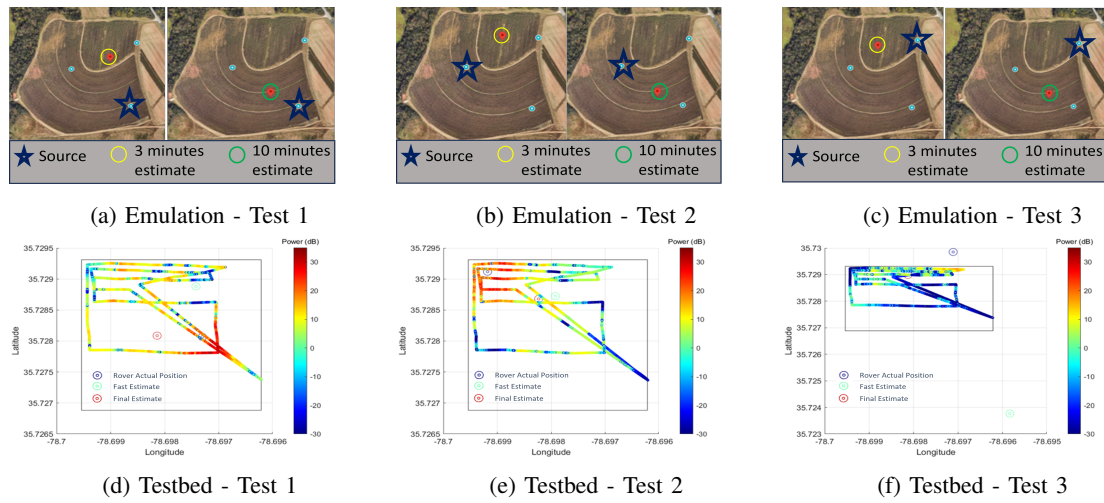 Source 3 minutes estimate 10 minutes estimate
Source 3 minutes estimate 10 minutes estimate
Source 3 minutes estimate 10 minutes estimate
(a) Emulation - Test 1
(b) Emulation - Test 2
(c) Emulation - Test 3
Power (dB)
35.7295
35.729
35.7285
35.728
35.7275
35.727
35.7265
Latitude
-78.7 -78.699 -78.698 -78.697 -78.696
Longitude
30
20
10
0
-10
-20
-30
Rover Actual Position
Fast Estimate
Final Estimate
Power (dB)
35.7295
35.729
35.7285
35.728
35.7275
35.727
35.7265
Latitude
-78.7 -78.699 -78.698 -78.697 -78.696
Longitude
30
20
10
0
-10
-20
-30
Rover Actual Position
Fast Estimate
Final Estimate
Power (dB)
35.73
35.729
35.728
35.727
35.726
35.725
35.724
35.723
Latitude
-78.7 -78.699 -78.698 -78.697 -78.696 -78.695
Longitude
30
20
10
0
-10
-20
-30
Rover Actual Position
Fast Estimate
Final Estimate
(d) Testbed - Test 1
(e) Testbed - Test 2
(f) Testbed - Test 3